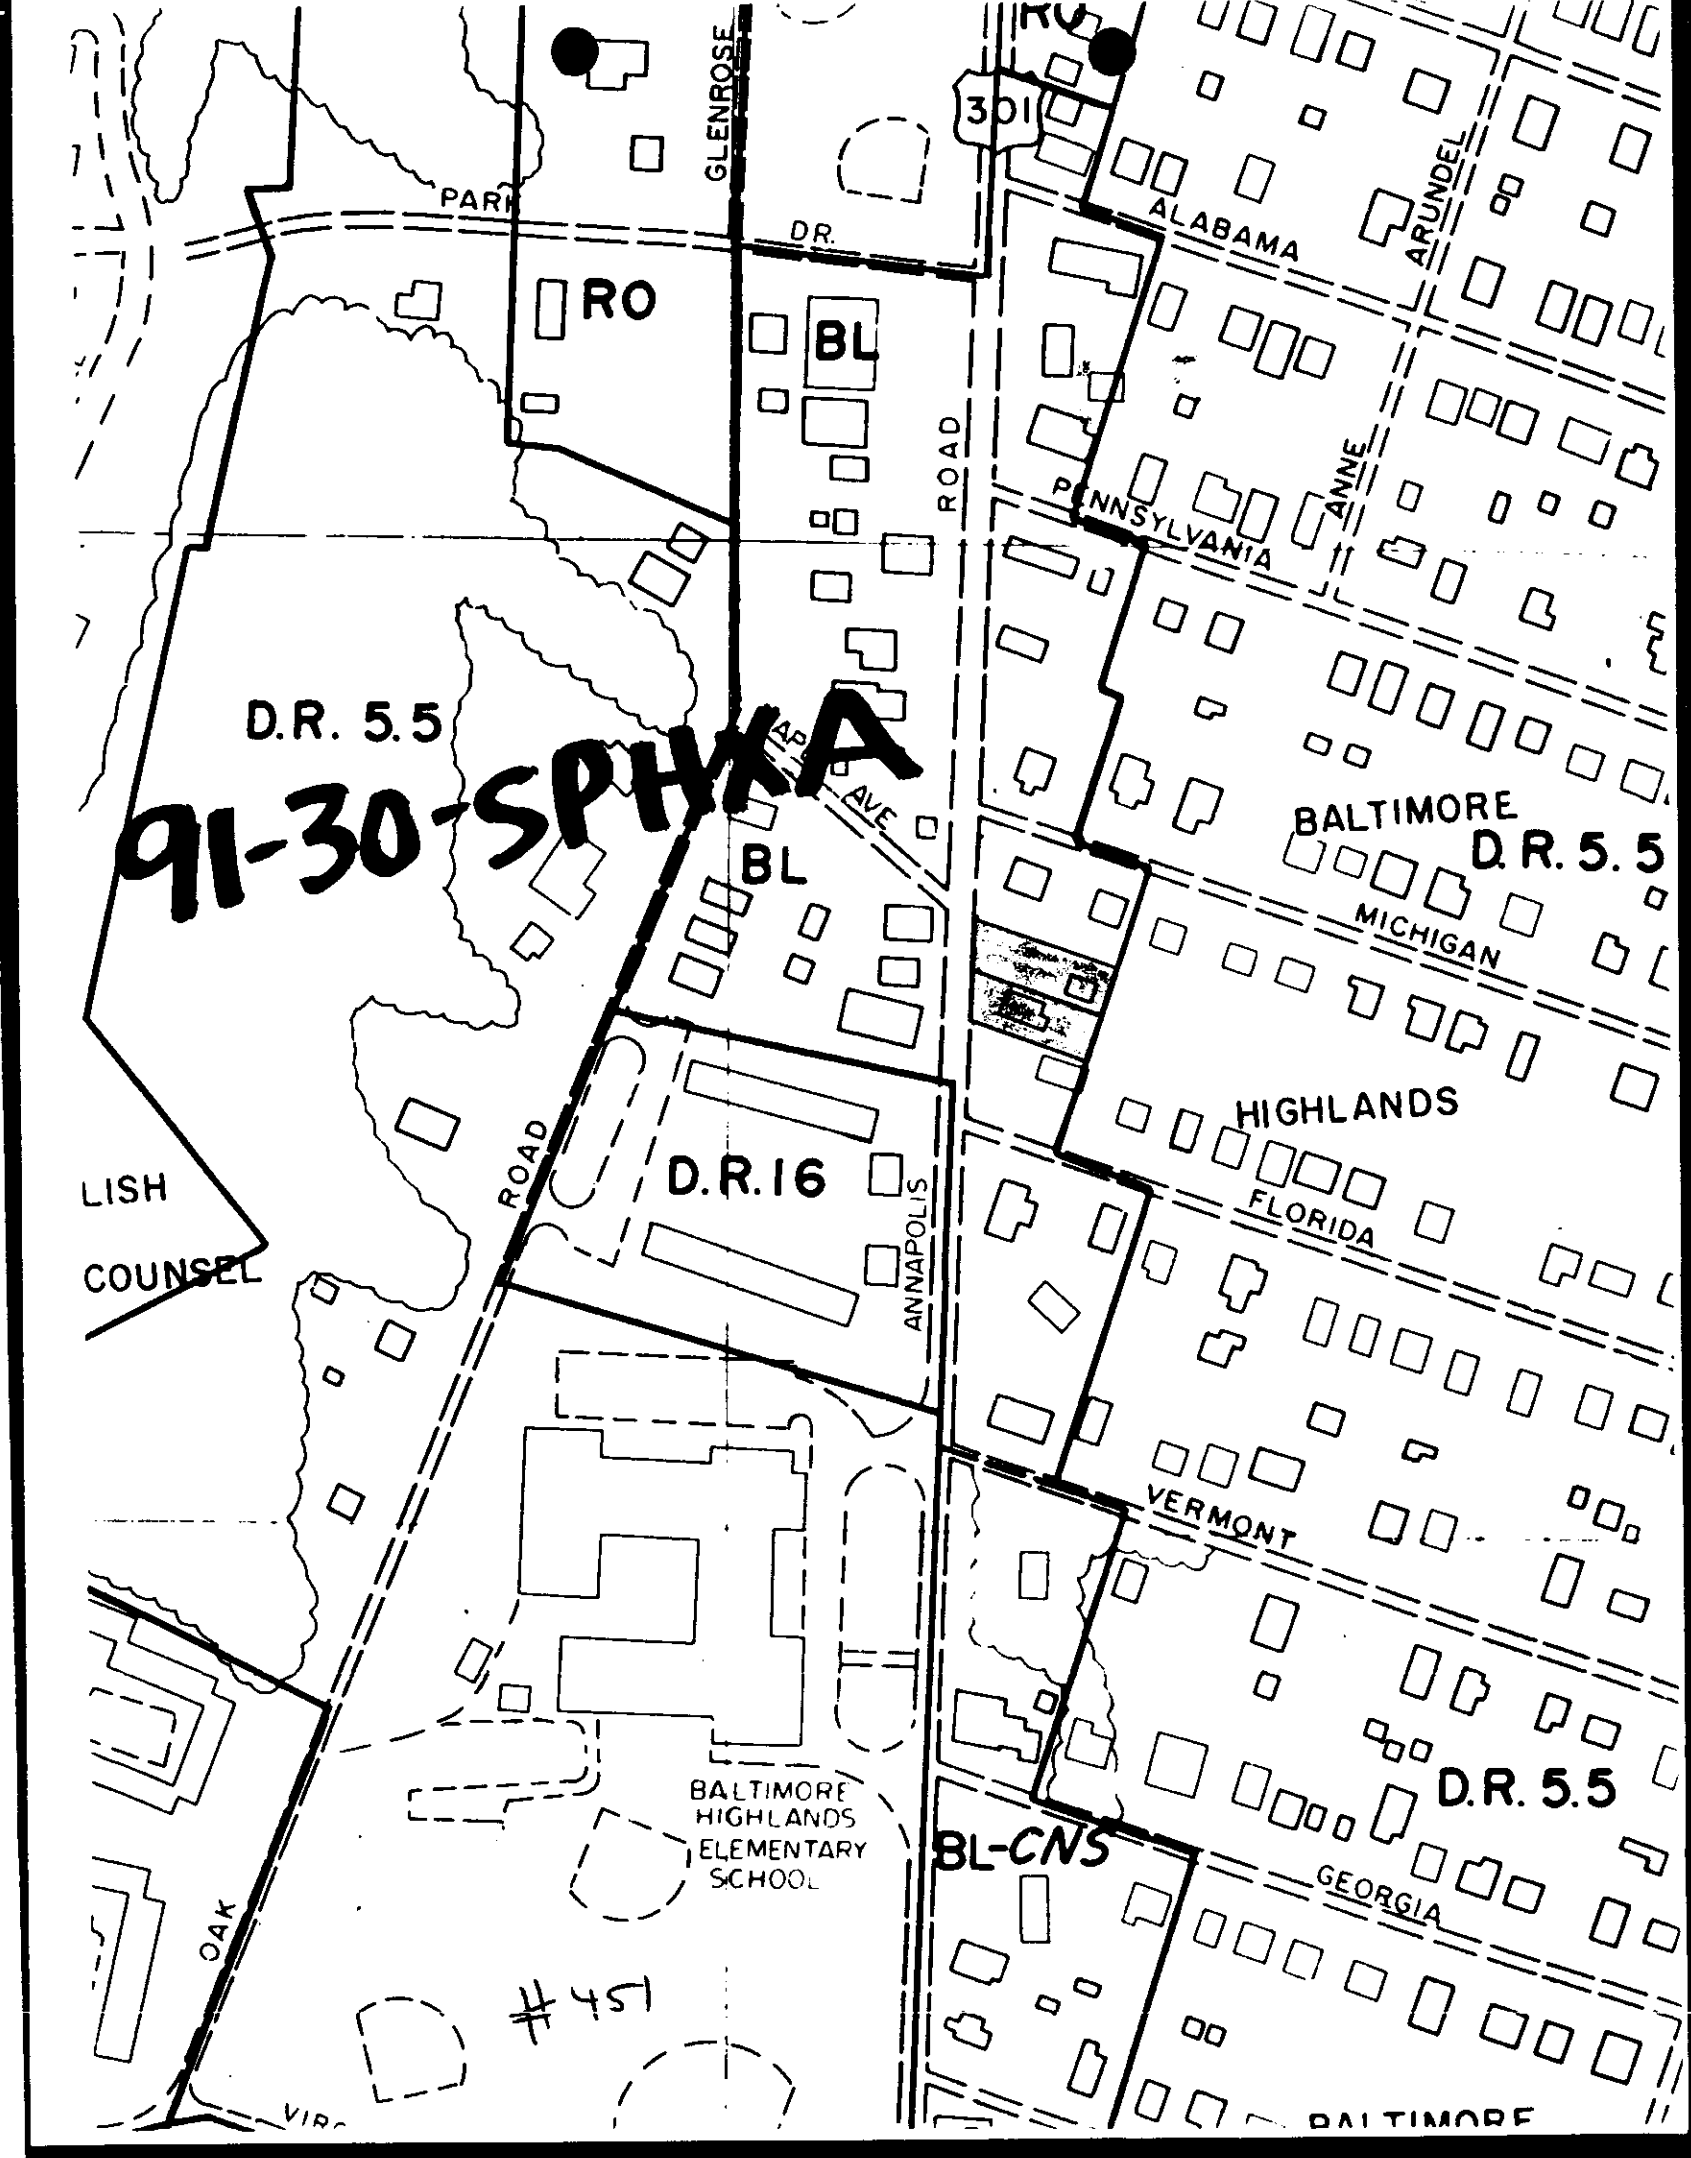 RO
GLENROSE
301
PARK
DR.
ALABAMA
ARUNDEL
RO
BL
ROAD
PENNSYLVANIA
ANNE
D.R. 5.5
91-30-SPHXA
AVE
BL
BALTIMORE
D.R. 5.5
MICHIGAN
HIGHLANDS
ROAD
D.R.16
LISH
COUNSEL
ANNAPOLIS
FLORIDA
VERMONT
BALTIMORE
HIGHLANDS
ELEMENTARY
SCHOOL
D.R. 5.5
BL-CNS
GEORGIA
OAK
# 451
BALTIMORE